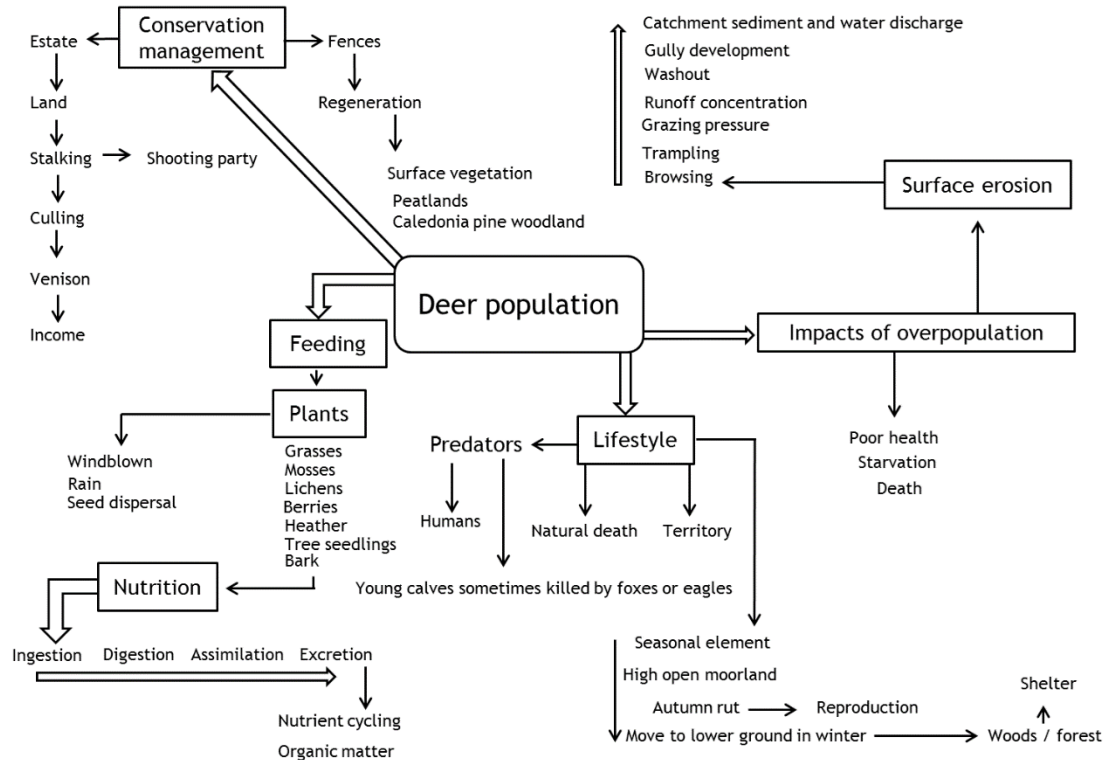 Conservation
management
Estate
Land
Stalking
Shooting party
Culling
Venison
Income
Fences
Regeneration
Surface vegetation
Peatlands
Caledonia pine woodland
Catchment sediment and water discharge
Gully development
Washout
Runoff concentration
Grazing pressure
Trampling
Browsing
Surface erosion
Deer population
Impacts of overpopulation
Poor health
Starvation
Death
Feeding
Plants
Windblown
Rain
Seed dispersal
Grasses
Mosses
Lichens
Berries
Heather
Tree seedlings
Bark
Nutrition
Ingestion
Digestion
Assimilation
Excretion
Nutrient cycling
Organic matter
Lifestyle
Predators
Humans
Young calves sometimes killed by foxes or eagles
Natural death
Territory
Seasonal element
High open moorland
Autumn rut
Reproduction
Move to lower ground in winter
Woods / forest
Shelter